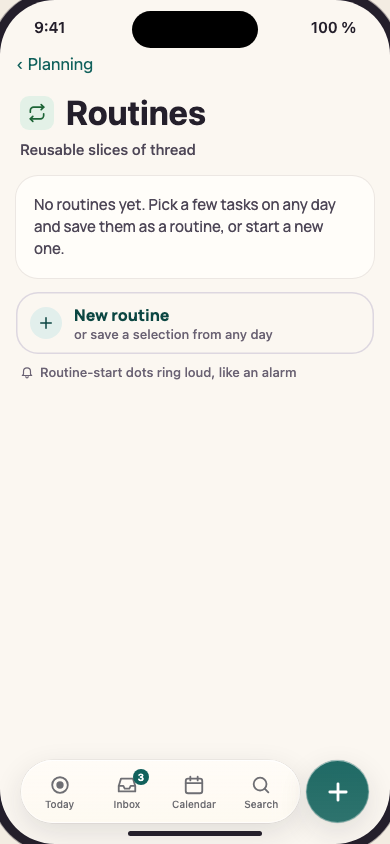 9:41
100 %
‹ Planning
Routines
Reusable slices of thread
No routines yet. Pick a few tasks on any day
and save them as a routine, or start a new
one.
New routine
or save a selection from any day
Routine-start dots ring loud, like an alarm
3
Today
Inbox
Calendar
Search